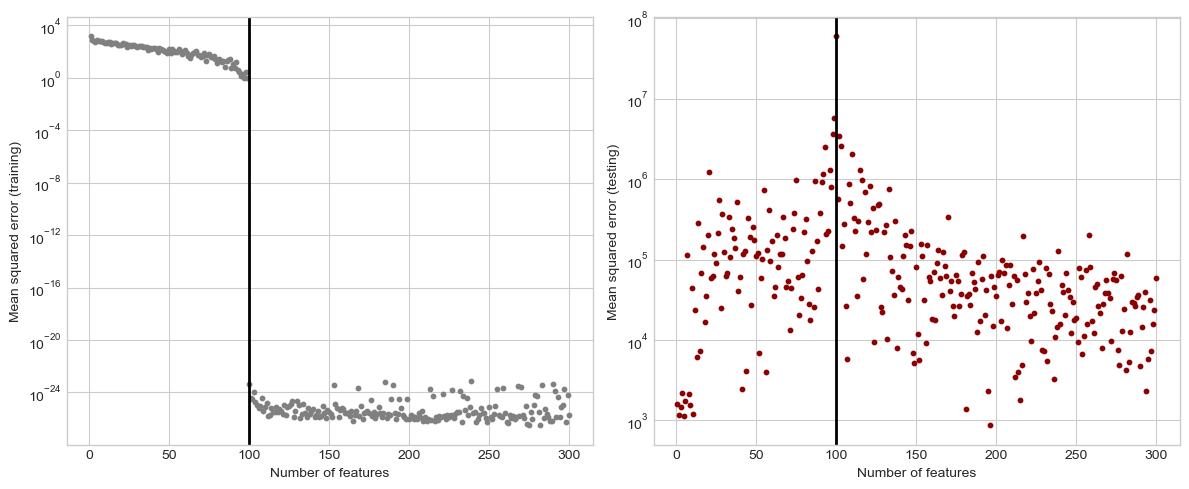 10^4
10^0
10^−4
10^−8
10^−12
10^−16
10^−20
10^−24
Mean squared error (training)
0 50 100 150 200 250 300
Number of features
10^8
10^7
10^6
10^5
10^4
10^3
Mean squared error (testing)
0 50 100 150 200 250 300
Number of features